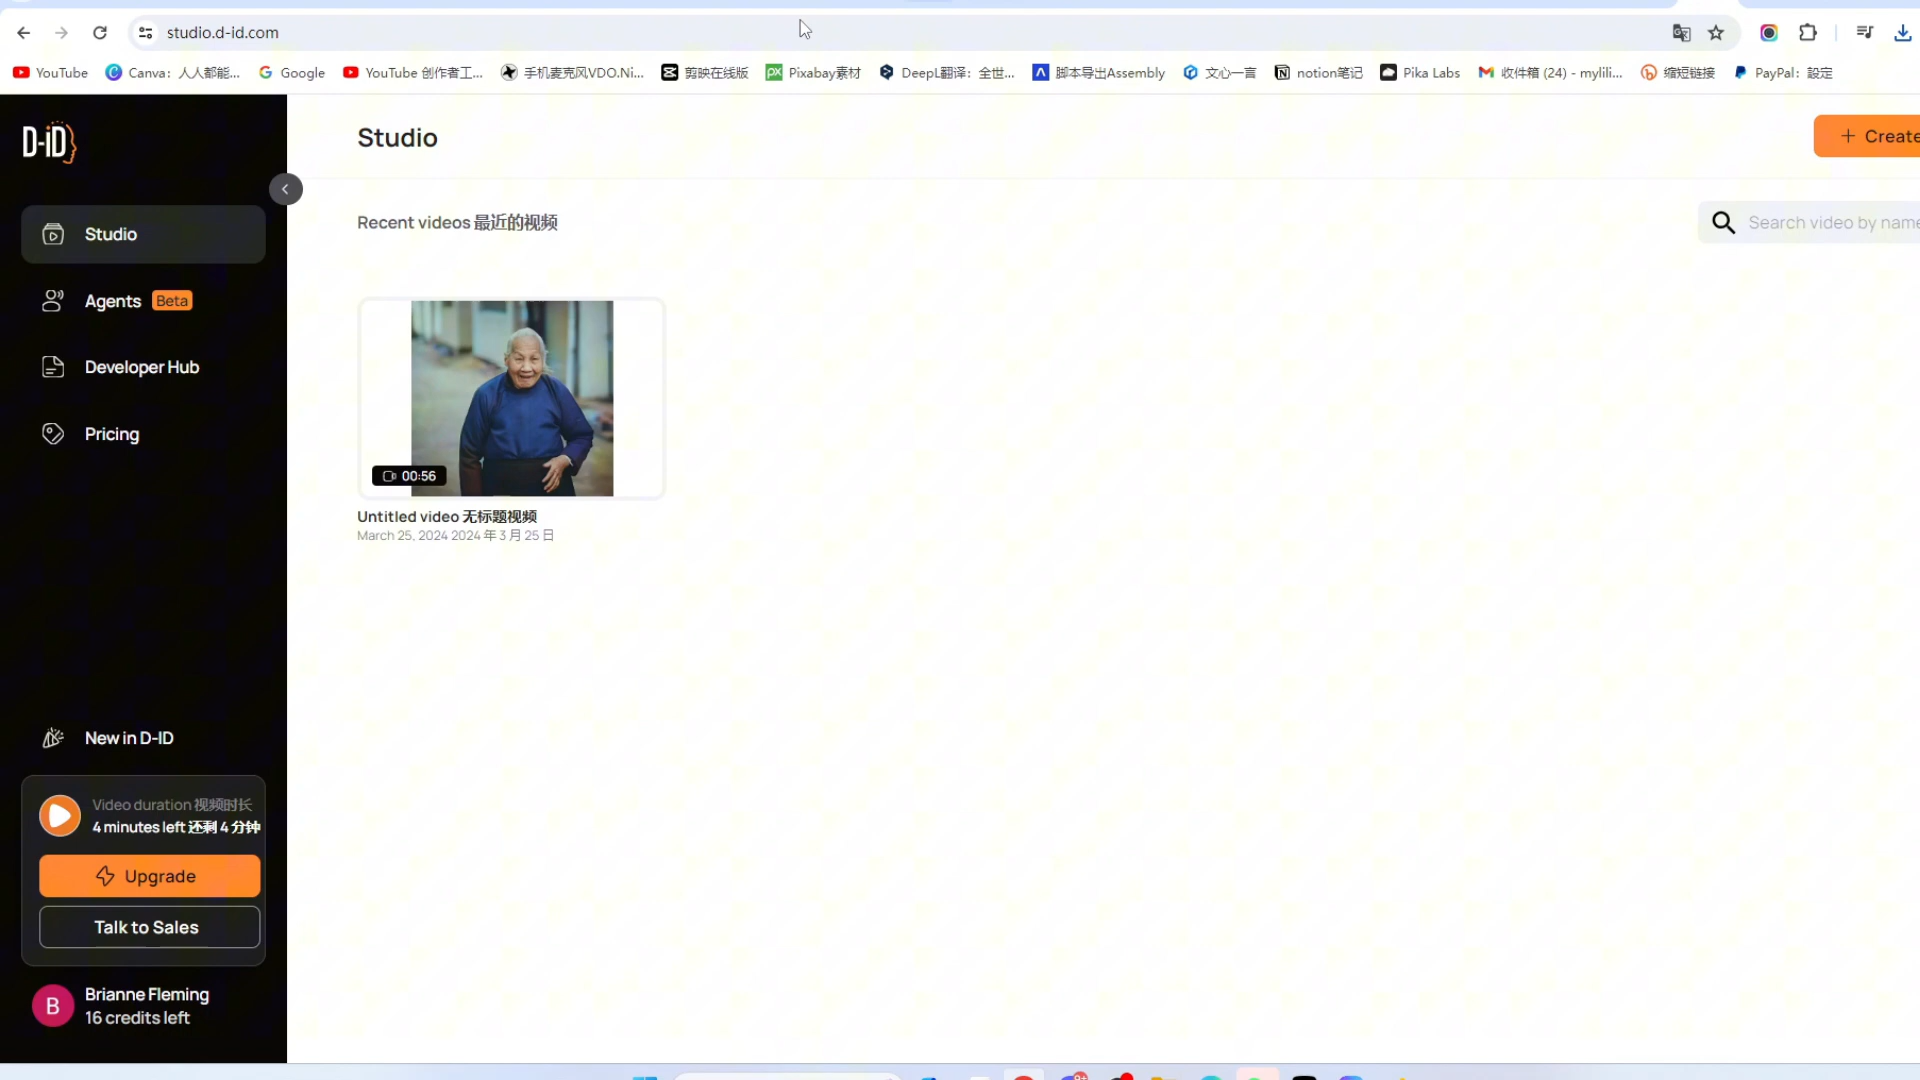 studio.d-id.com
YouTube
Canva：人人都能...
Google
YouTube 创作者工...
手机麦克风VDO.Ni...
剪映在线版
Pixabay素材
DeepL翻译：全世...
脚本导出Assembly
文心一言
notion笔记
Pika Labs
收件箱 (24) - mylili...
缩短链接
PayPal：設定
D-iD
Studio
+ Create
Studio
Recent videos 最近的视频
Search video by name
Agents Beta
Developer Hub
Pricing
00:56
Untitled video 无标题视频
March 25, 2024 2024 年 3 月 25 日
New in D-ID
Video duration 视频时长
4 minutes left 还剩 4 分钟
Upgrade
Talk to Sales
B
Brianne Fleming
16 credits left